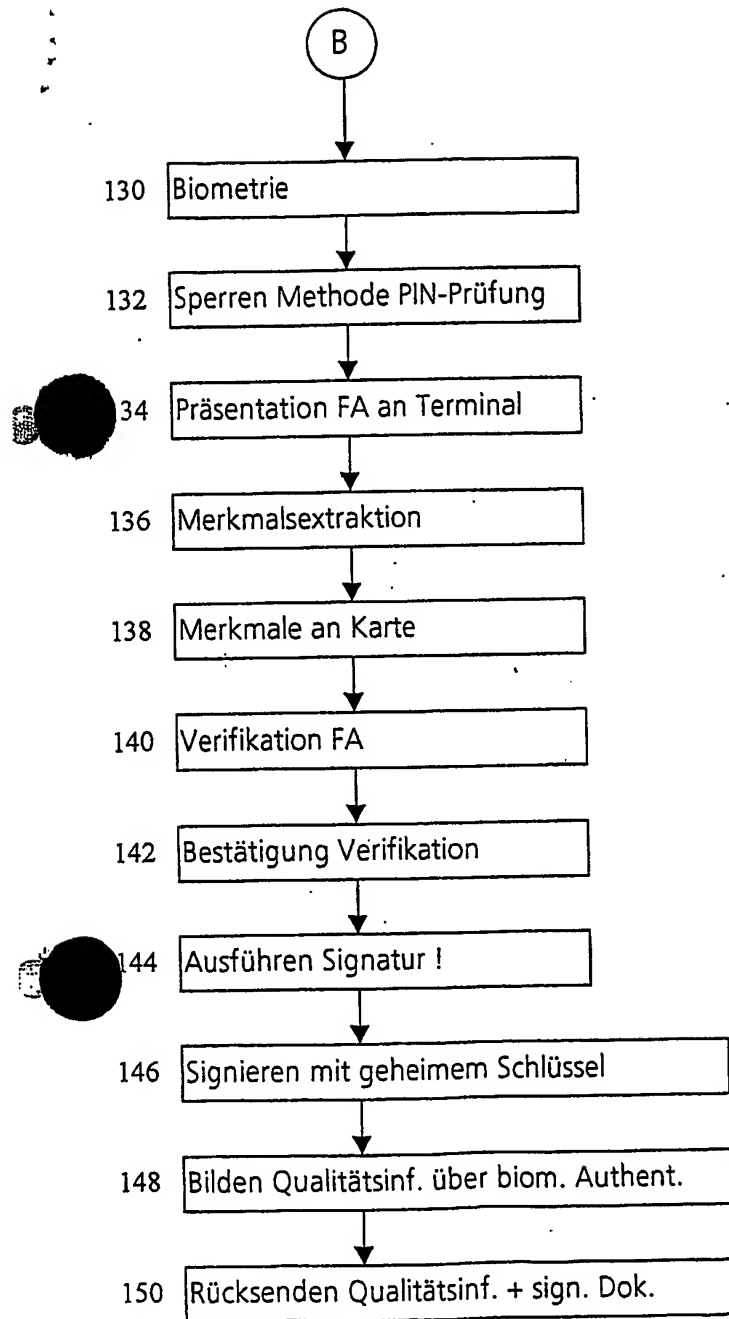 B
130 Biometrie
132 Sperren Methode PIN-Prüfung
34 Präsentation FA an Terminal
136 Merkmalsextraktion
138 Merkmale an Karte
140 Verifikation FA
142 Bestätigung Verifikation
144 Ausführen Signatur !
146 Signieren mit geheimem Schlüssel
148 Bilden Qualitätsinf. über biom. Authent.
150 Rücksenden Qualitätsinf. + sign. Dok.